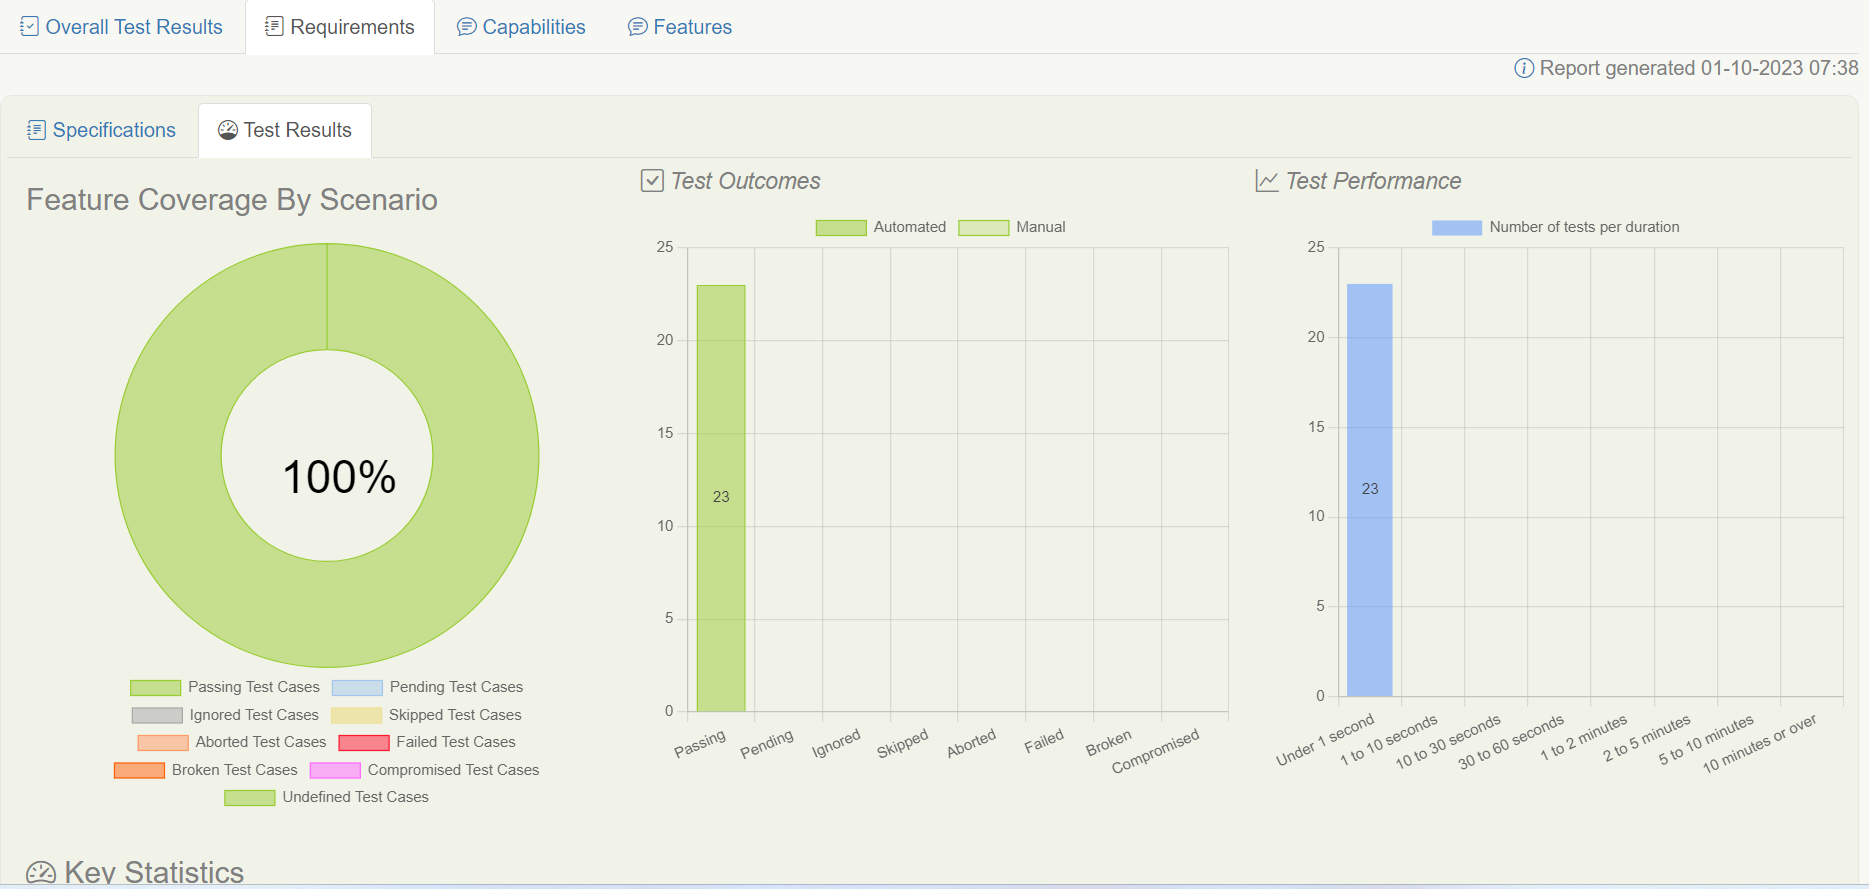 Overall Test Results
Requirements
Capabilities
Features
Report generated 01-10-2023 07:38
Specifications
Test Results
Feature Coverage By Scenario
100%
Passing Test Cases
Pending Test Cases
Ignored Test Cases
Skipped Test Cases
Aborted Test Cases
Failed Test Cases
Broken Test Cases
Compromised Test Cases
Undefined Test Cases
Test Outcomes
Automated
Manual
25
20
15
10
5
0
23
Passing
Pending
Ignored
Skipped
Aborted
Failed
Broken
Compromised
Test Performance
Number of tests per duration
25
20
15
10
5
0
23
Under 1 second
1 to 10 seconds
10 to 30 seconds
30 to 60 seconds
1 to 2 minutes
2 to 5 minutes
5 to 10 minutes
10 minutes or over
Key Statistics